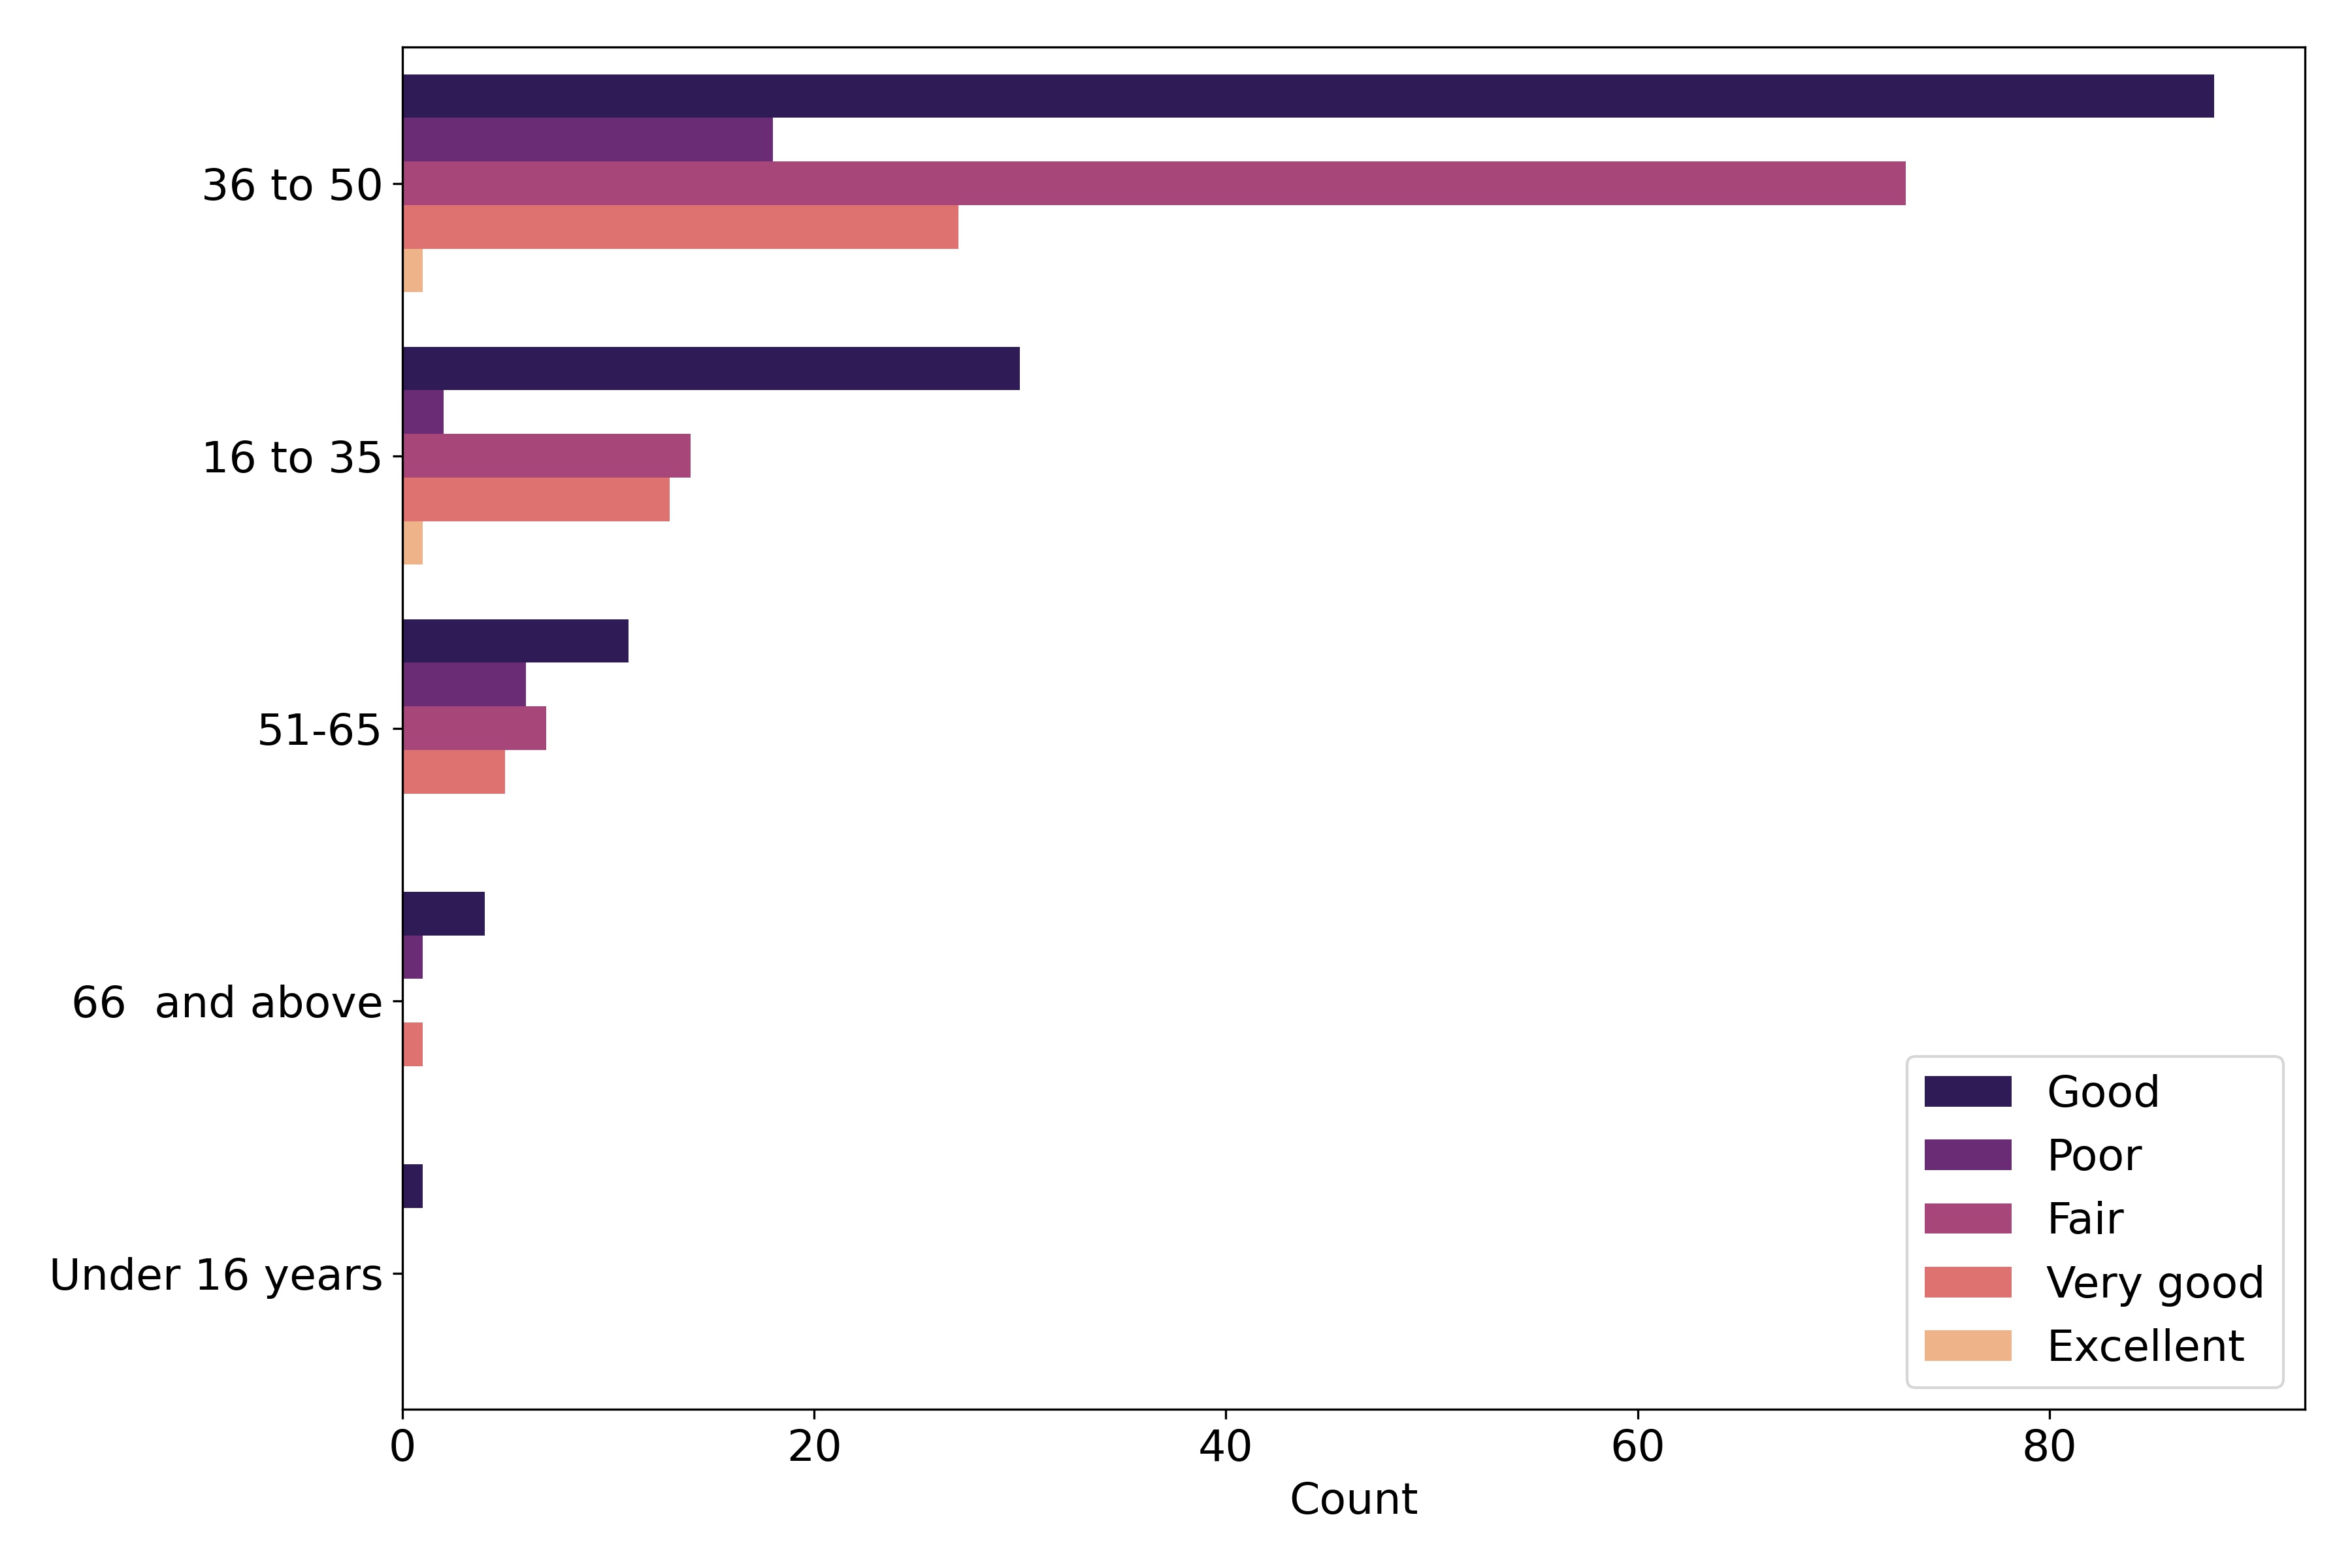 36 to 50
16 to 35
51-65
66  and above
Under 16 years
Good
Poor
Fair
Very good
Excellent
0 20 40 60 80
Count